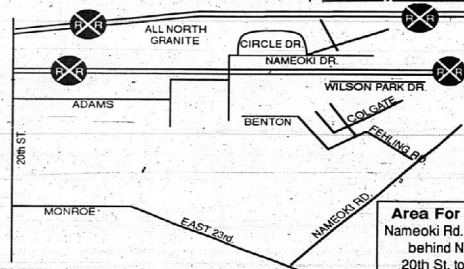 R R
R R
ALL NORTH
GRANITE
CIRCLE DR.
NAMEOKI DR.
R R
R R
WILSON PARK DR.
ADAMS
COLGATE
BENTON
FEHLING RD.
20th ST.
NAMEOKI RD.
MONROE
EAST 23rd.
Area For
Nameoki Rd.
behind N
20th St. to